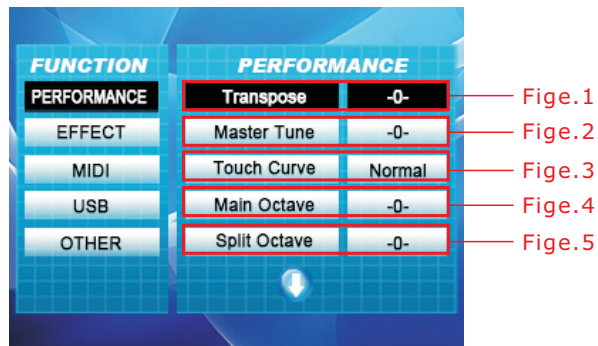 FUNCTION PERFORMANCE
PERFORMANCE Transpose -0- Fige.1
EFFECT Master Tune -0- Fige.2
MIDI Touch Curve Normal Fige.3
USB Main Octave -0- Fige.4
OTHER Split Octave -0- Fige.5